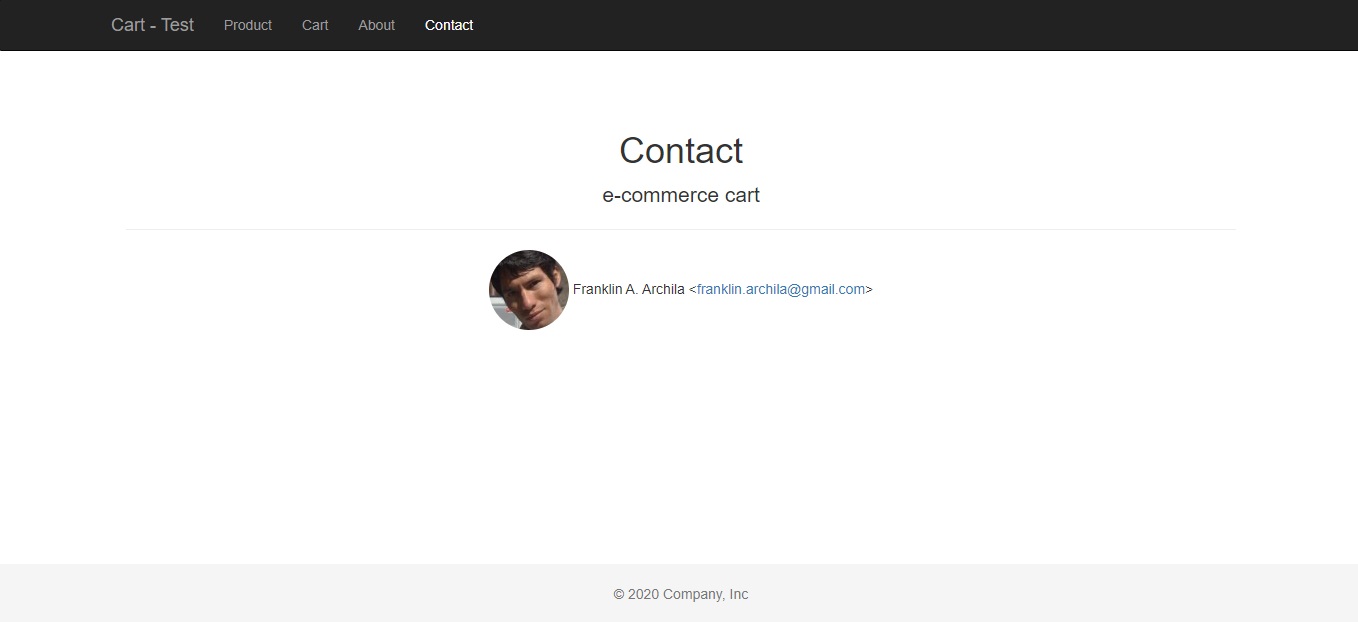 Cart - Test Product Cart About Contact
Contact
e-commerce cart
Franklin A. Archila <franklin.archila@gmail.com>
© 2020 Company, Inc